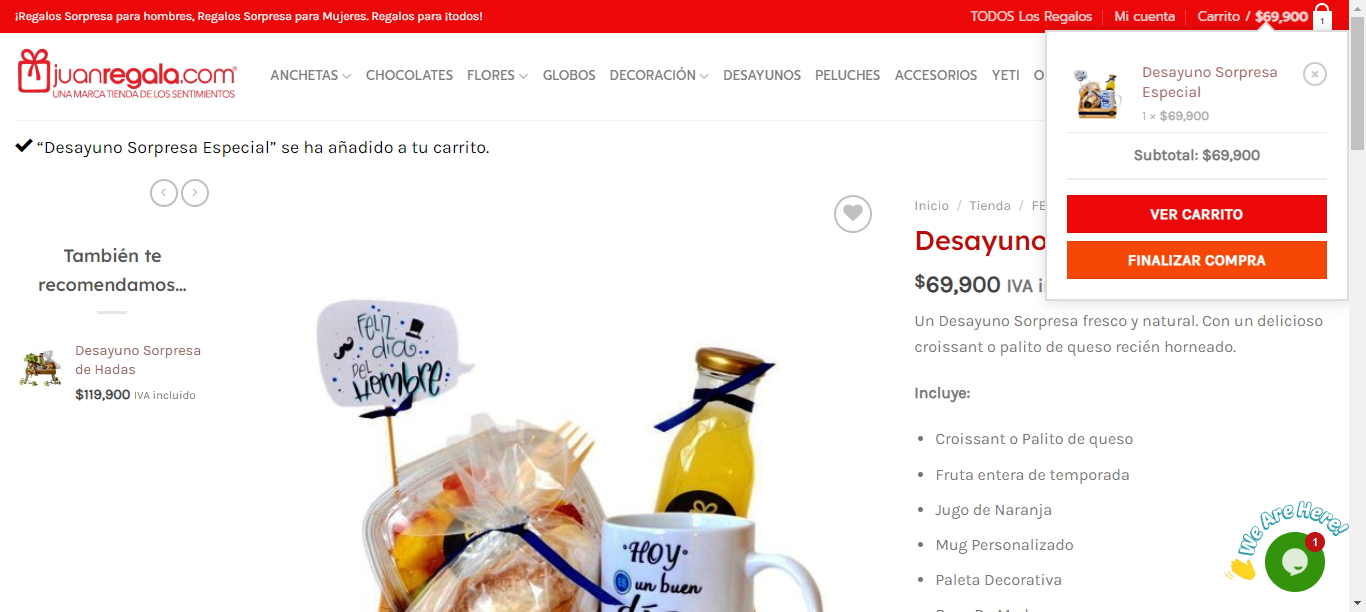 ¡Regalos Sorpresa para hombres, Regalos Sorpresa para Mujeres. Regalos para ¡todos!
TODOS Los Regalos
Mi cuenta
Carrito / $69,900
1
juanregala.com®
UNA MARCA TIENDA DE LOS SENTIMIENTOS
ANCHETAS
CHOCOLATES
FLORES
GLOBOS
DECORACIÓN
DESAYUNOS
PELUCHES
ACCESORIOS
YETI
O
Desayuno Sorpresa
Especial
1 × $69,900
Subtotal: $69,900
VER CARRITO
FINALIZAR COMPRA
“Desayuno Sorpresa Especial” se ha añadido a tu carrito.
También te
recomendamos...
Desayuno Sorpresa
de Hadas
$119,900 IVA incluido
FELIZ
dia
DEL
Hombre
HOY
ES
un buen
día
Inicio / Tienda / FE
Desayuno
$69,900 IVA i
Un Desayuno Sorpresa fresco y natural. Con un delicioso
croissant o palito de queso recién horneado.
Incluye:
Croissant o Palito de queso
Fruta entera de temporada
Jugo de Naranja
Mug Personalizado
Paleta Decorativa
We Are Here!
1